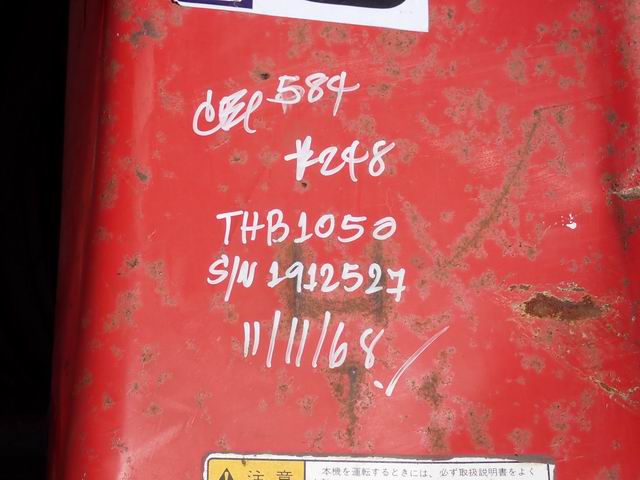 584
*248
THB1050
S/N 1912527
11/11/68
注意
本機を運転するときには、必ず取扱説明書をよく